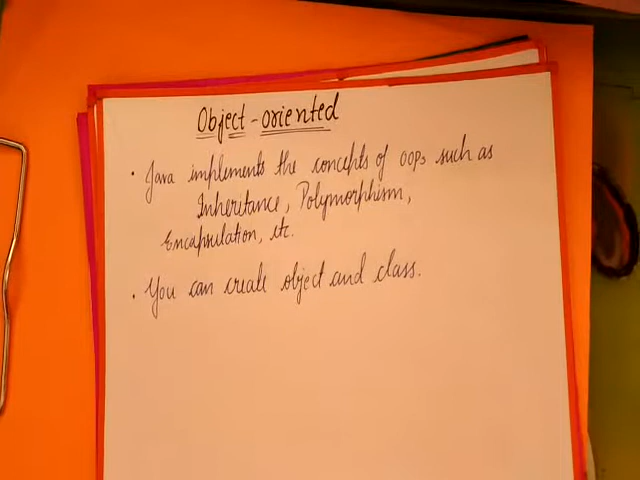 Object-oriented
• Java implements the concepts of OOPs such as
Inheritance, Polymorphism,
Encapsulation, etc.
• You can create object and class.